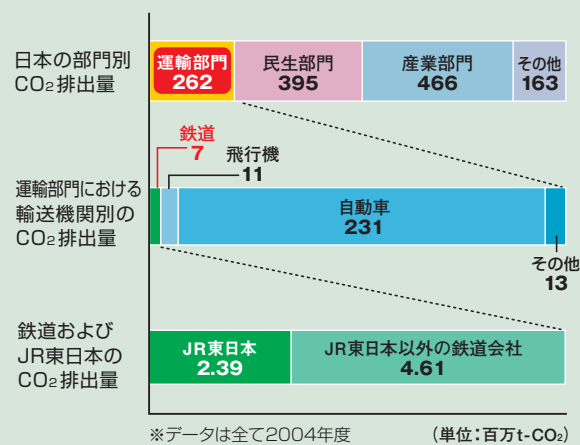 日本の部門別
CO2排出量
運輸部門
262
民生部門
395
産業部門
466
その他
163
鉄道
7
飛行機
11
運輸部門における
輸送機関別の
CO2排出量
自動車
231
その他
13
鉄道および
JR東日本の
CO2排出量
JR東日本
2.39
JR東日本以外の鉄道会社
4.61
※データは全て2004年度
(単位:百万t-CO2)